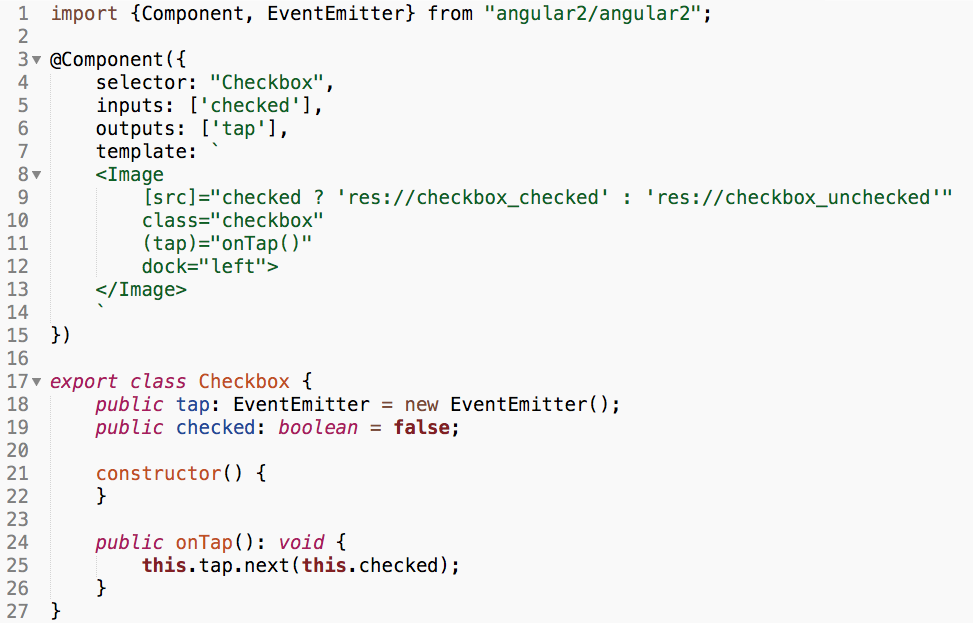 1 import {Component, EventEmitter} from "angular2/angular2";
2
3 @Component({
4     selector: "Checkbox",
5     inputs: ['checked'],
6     outputs: ['tap'],
7     template: `
8     <Image
9         [src]="checked ? 'res://checkbox_checked' : 'res://checkbox_unchecked'"
10         class="checkbox"
11         (tap)="onTap()"
12         dock="left">
13     </Image>
14     `
15 })
16
17 export class Checkbox {
18     public tap: EventEmitter = new EventEmitter();
19     public checked: boolean = false;
20
21     constructor() {
22     }
23
24     public onTap(): void {
25         this.tap.next(this.checked);
26     }
27 }